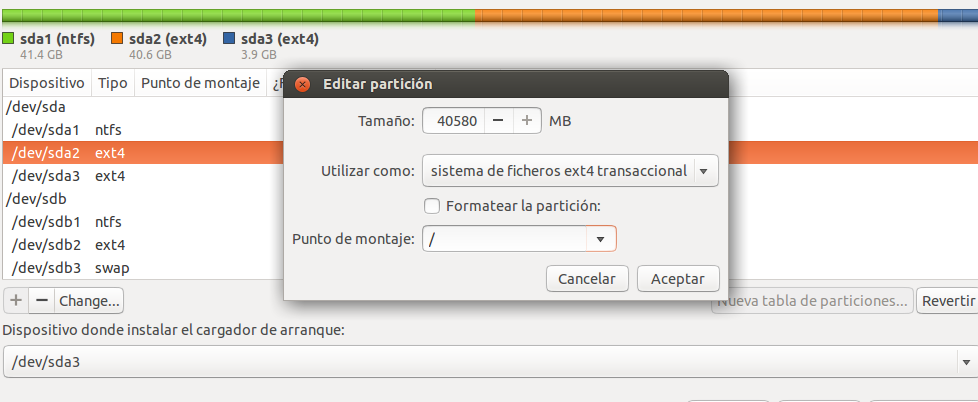 sda1 (ntfs) sda2 (ext4) sda3 (ext4)
41.4 GB 40.6 GB 3.9 GB
Dispositivo Tipo Punto de montaje
Editar partición
/dev/sda
Tamaño: 40580 MB
/dev/sda1 ntfs
/dev/sda2 ext4
Utilizar como: sistema de ficheros ext4 transaccional
/dev/sda3 ext4
/dev/sdb
Formatear la partición:
/dev/sdb1 ntfs
Punto de montaje: /
/dev/sdb2 ext4
/dev/sdb3 swap
Cancelar Aceptar
+ − Change... Nueva tabla de particiones... Revertir
Dispositivo donde instalar el cargador de arranque:
/dev/sda3